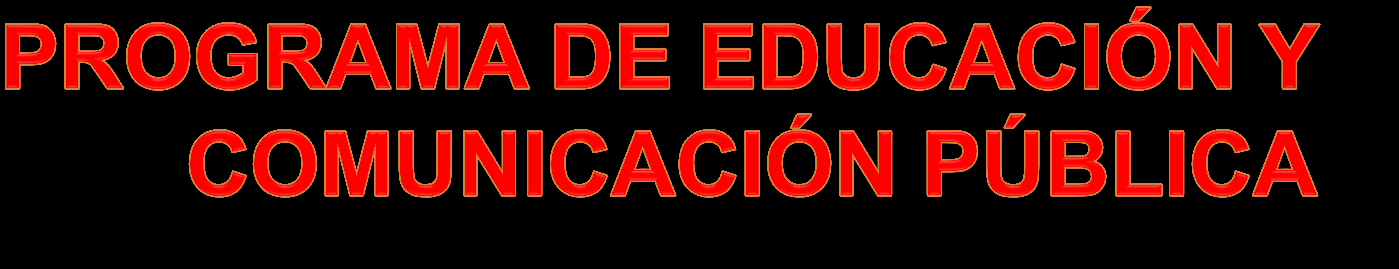 PROGRAMA DE EDUCACIÓN Y
COMUNICACIÓN PÚBLICA